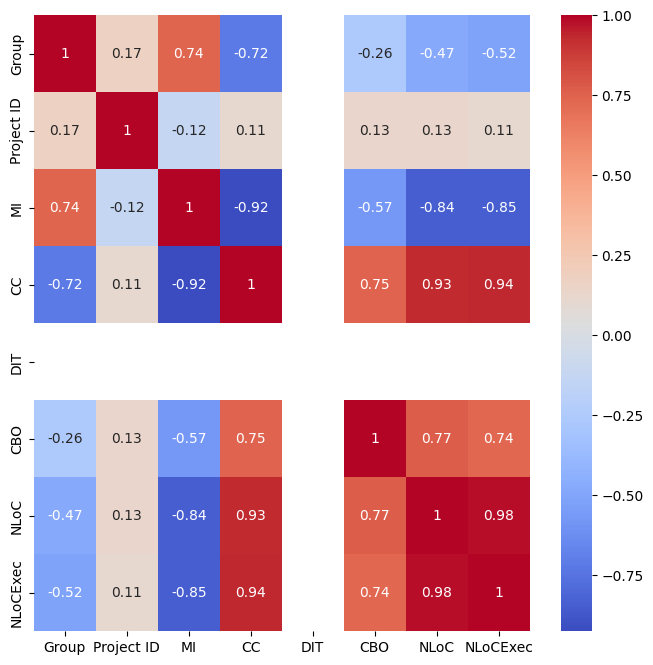 Group 1 0.17 0.74 -0.72 -0.26 -0.47 -0.52
Project ID 0.17 1 -0.12 0.11 0.13 0.13 0.11
MI 0.74 -0.12 1 -0.92 -0.57 -0.84 -0.85
CC -0.72 0.11 -0.92 1 0.75 0.93 0.94
DIT
CBO -0.26 0.13 -0.57 0.75 1 0.77 0.74
NLoC -0.47 0.13 -0.84 0.93 0.77 1 0.98
NLoCExec -0.52 0.11 -0.85 0.94 0.74 0.98 1
Group Project ID MI CC DIT CBO NLoC NLoCExec
1.00
0.75
0.50
0.25
0.00
−0.25
−0.50
−0.75